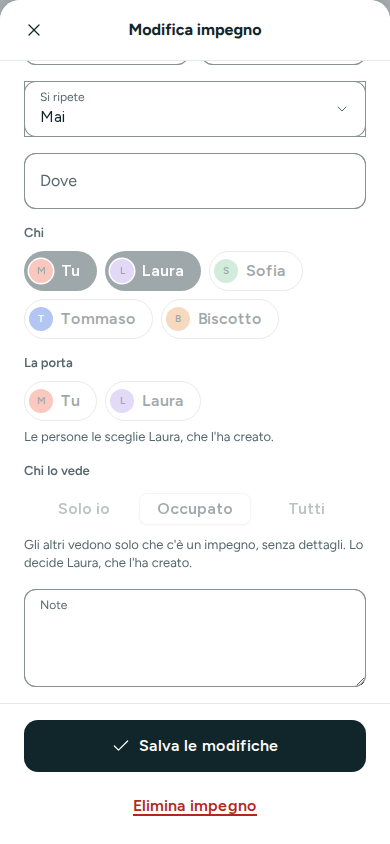 Modifica impegno
Si ripete
Mai
Dove
Chi
M Tu L Laura S Sofia
T Tommaso B Biscotto
La porta
M Tu L Laura
Le persone le sceglie Laura, che l'ha creato.
Chi lo vede
Solo io Occupato Tutti
Gli altri vedono solo che c'è un impegno, senza dettagli. Lo
decide Laura, che l'ha creato.
Note
Salva le modifiche
Elimina impegno